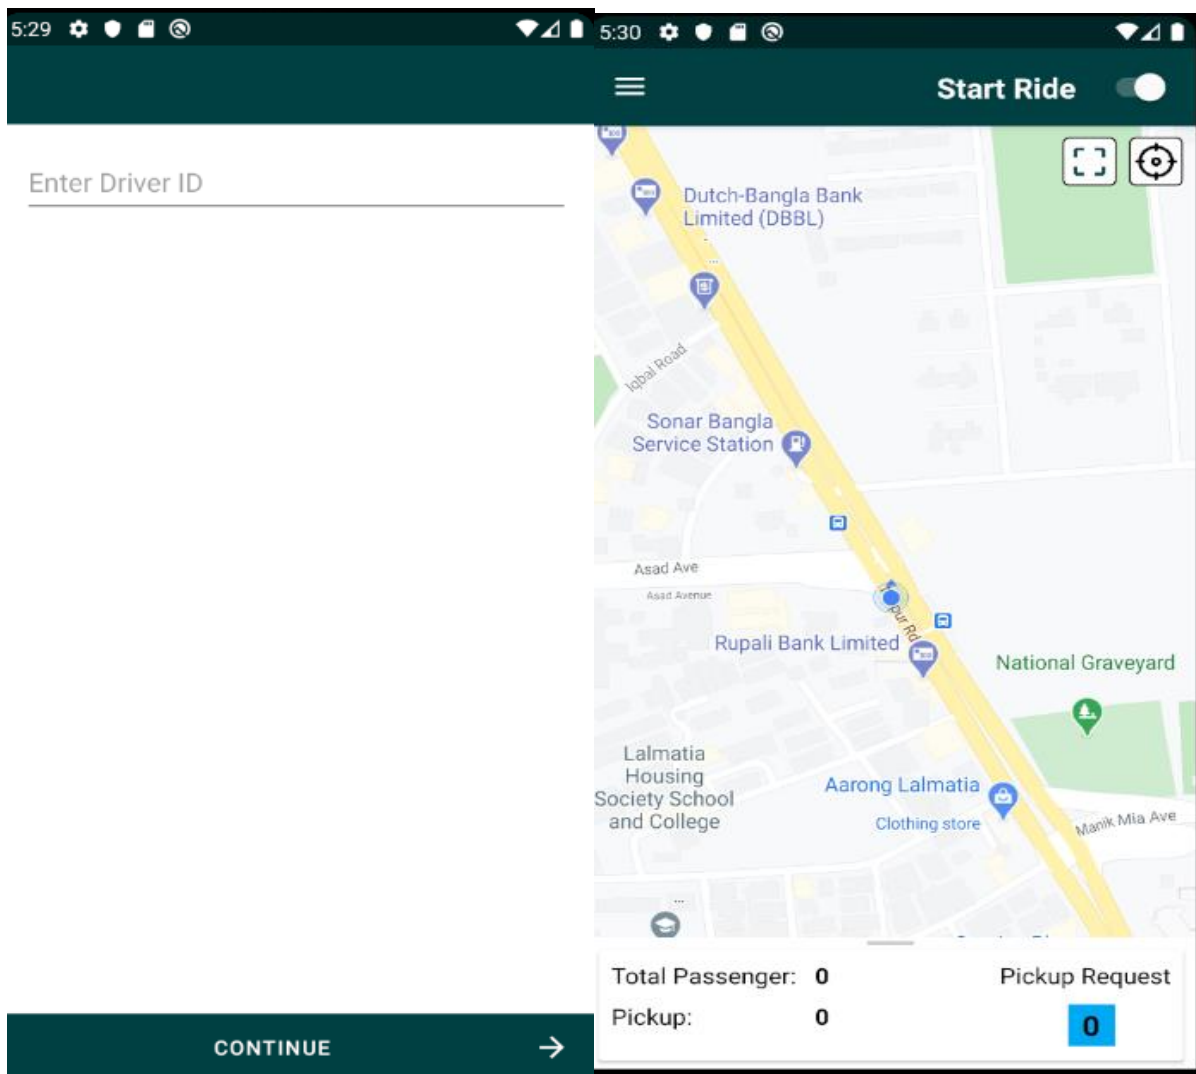 5:29
Enter Driver ID
CONTINUE
5:30
Start Ride
Dutch-Bangla Bank
Limited (DBBL)
...
Iqbal Road
Sonar Bangla
Service Station
Asad Ave
Asad Avenue
pur Rd
Rupali Bank Limited
National Graveyard
Lalmatia
Housing
Society School
and College
Aarong Lalmatia
Clothing store
Manik Mia Ave
...
Total Passenger: 0
Pickup Request
Pickup: 0
0